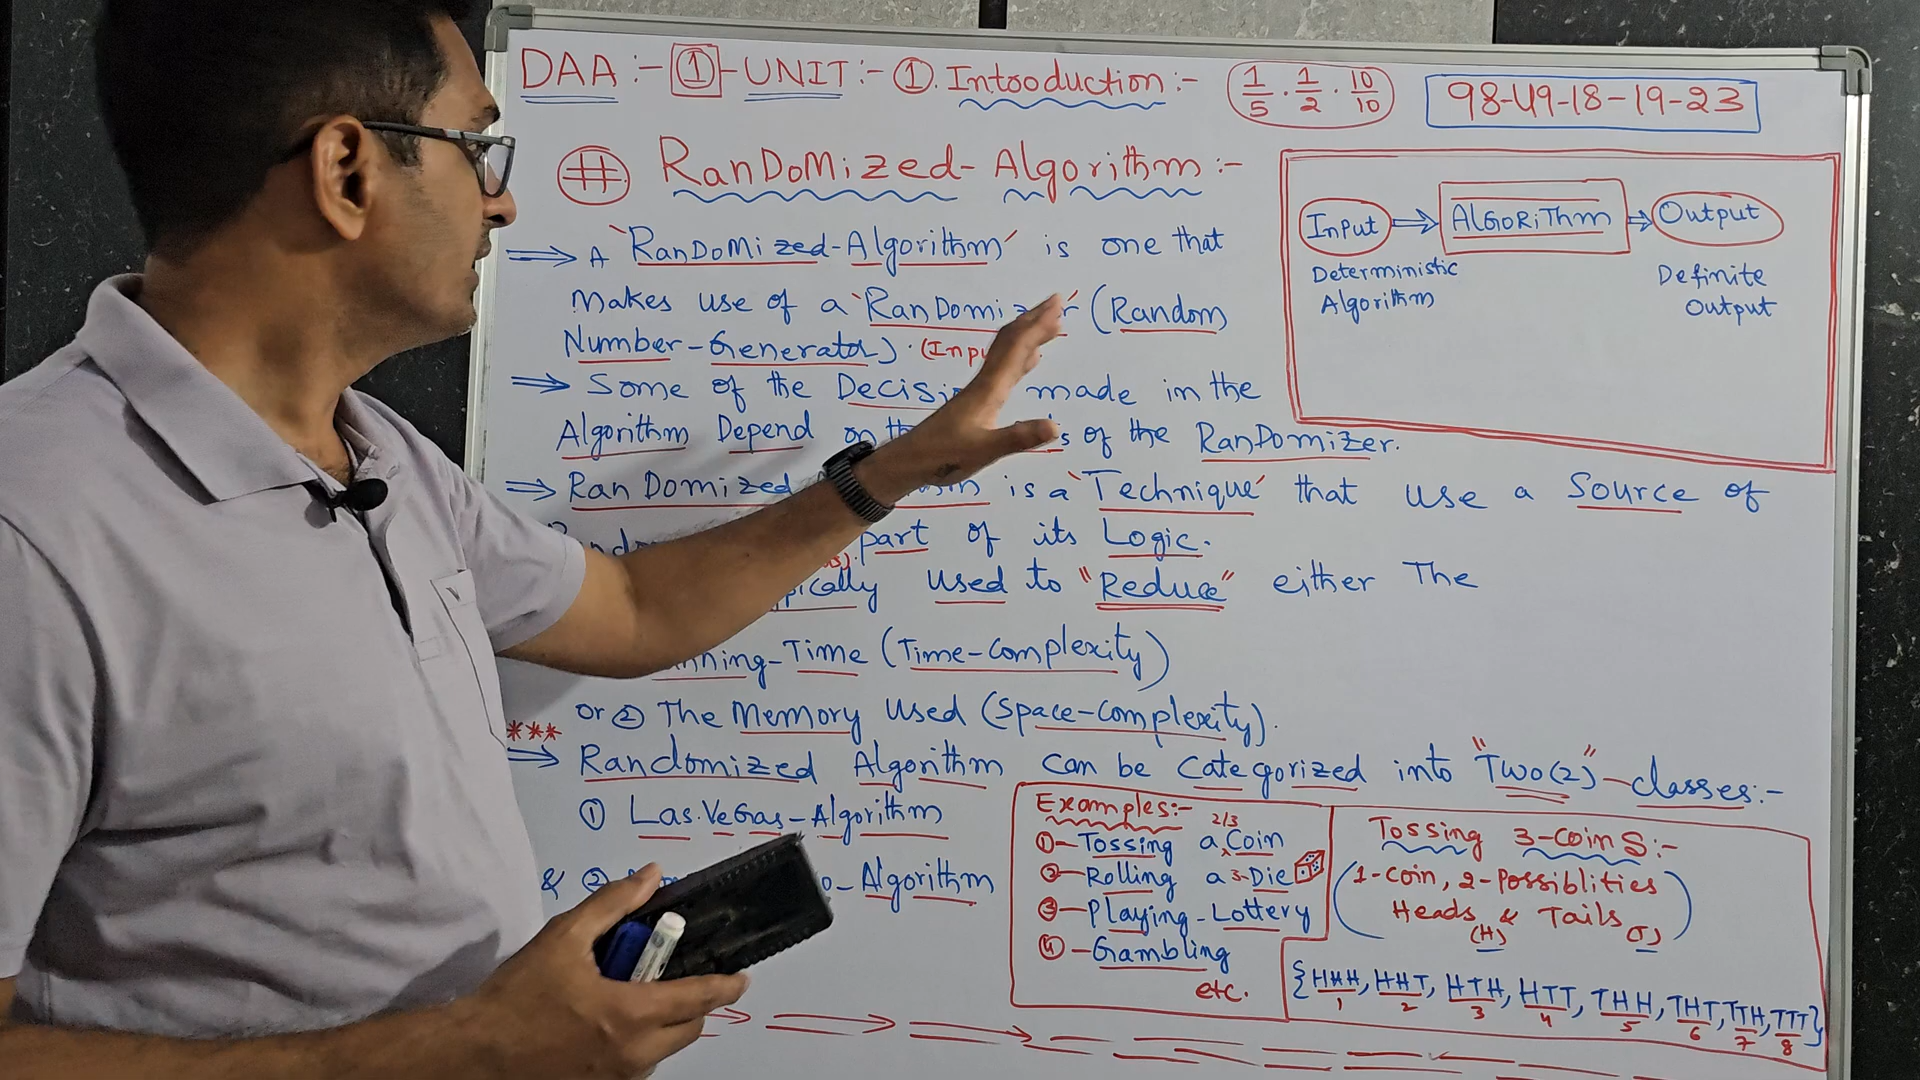 DAA :- ① - UNIT :- ①. Introduction :-
1/5 . 1/2 . 10/10
98-49-18-19-23
# RanDoMized-Algorithm :-
⇒ A 'RanDoMized-Algorithm' is one that
Makes use of a 'RanDomizer' (Random
Number-Generator).
⇒ Some of the made in the
Algorithm Depend on of the RanDomizer.
⇒ RanDomized is a 'Technique' that use a Source of
part of its Logic.
used to "Reduce" either The
Time (Time-complexity)
or ② The Memory Used (Space-Complexity).
***
⇒ Randomized Algorithm can be categorized into "Two(2)"-classes:-
① Las.VeGas-Algorithm
& ② -Algorithm
Input ⇒ ALGORiThm ⇒ Output
Deterministic
Algorithm
Definite
Output
Examples:-
2/3
①-Tossing a Coin
②-Rolling a 3-Die
③-Playing-Lottery
④-Gambling
etc.
Tossing 3-Coins:-
(1-coin, 2-Possiblities
Heads & Tails)
(H) (T)
{HHH, HHT, HTH, HTT, THH, THT, TTH, TTT}
1 2 3 4 5 6 7 8